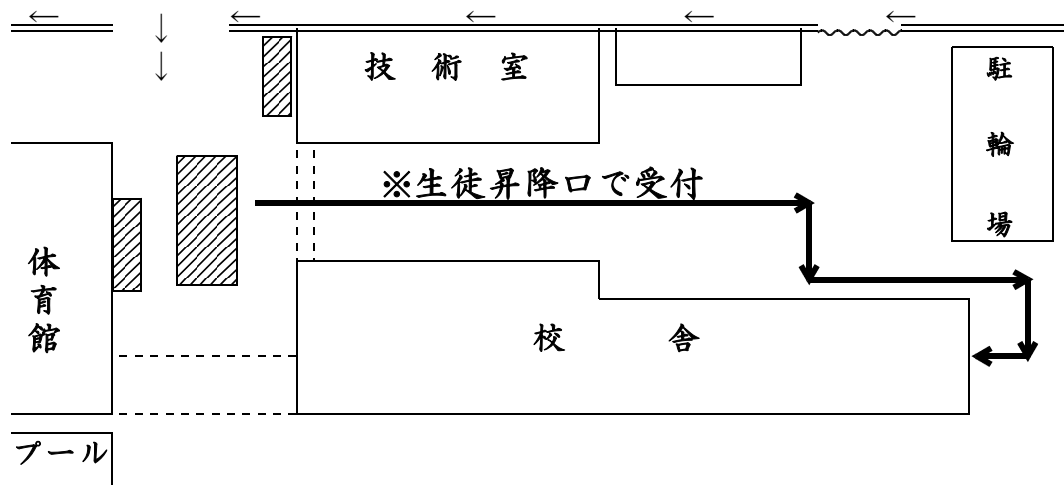 技術室
駐輪場
※生徒昇降口で受付
体育館
校舎
プール